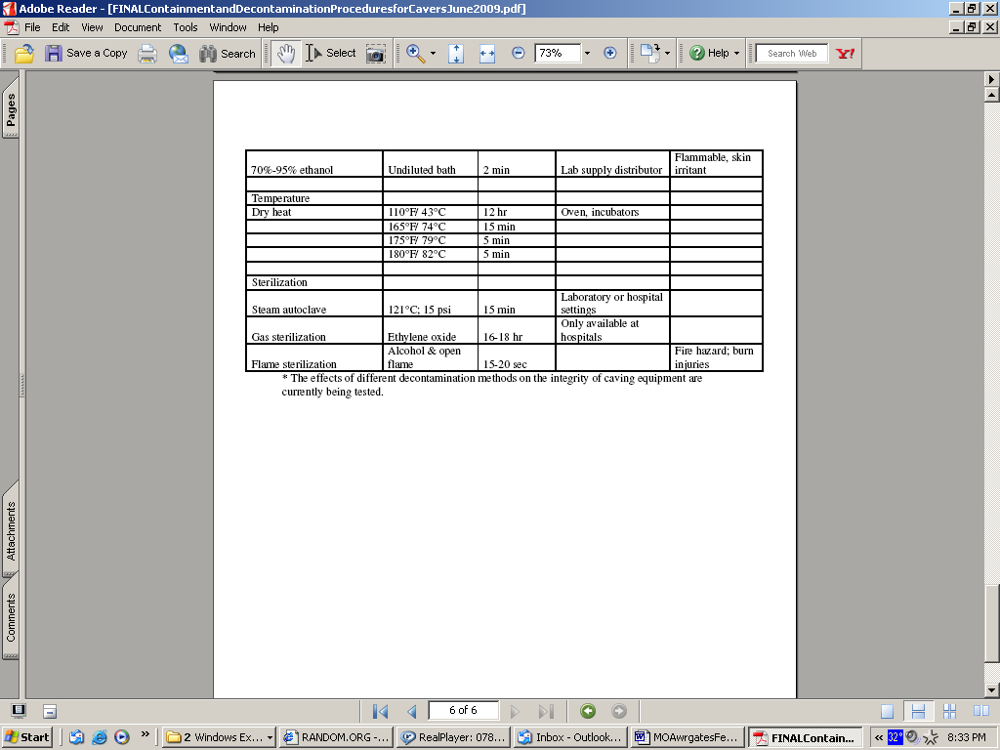 Adobe Reader - [FINALContainmentandDecontaminationProceduresforCaversJune2009.pdf]
File Edit View Document Tools Window Help
Save a Copy Search Select 73% Help Search Web Y!
Pages
Attachments
Comments
Flammable, skin
70%-95% ethanol Undiluted bath 2 min Lab supply distributor irritant
Temperature
Dry heat 110°F/ 43°C 12 hr Oven, incubators
165°F/ 74°C 15 min
175°F/ 79°C 5 min
180°F/ 82°C 5 min
Sterilization
Laboratory or hospital
Steam autoclave 121°C; 15 psi 15 min settings
Only available at
Gas sterilization Ethylene oxide 16-18 hr hospitals
Alcohol & open Fire hazard; burn
Flame sterilization flame 15-20 sec injuries
* The effects of different decontamination methods on the integrity of caving equipment are
currently being tested.
6 of 6
Start » 2 Windows Ex... RANDOM.ORG -... RealPlayer: 078... Inbox - Outlook... MOAwrgatesFe... FINALContain... « 32° 8:33 PM